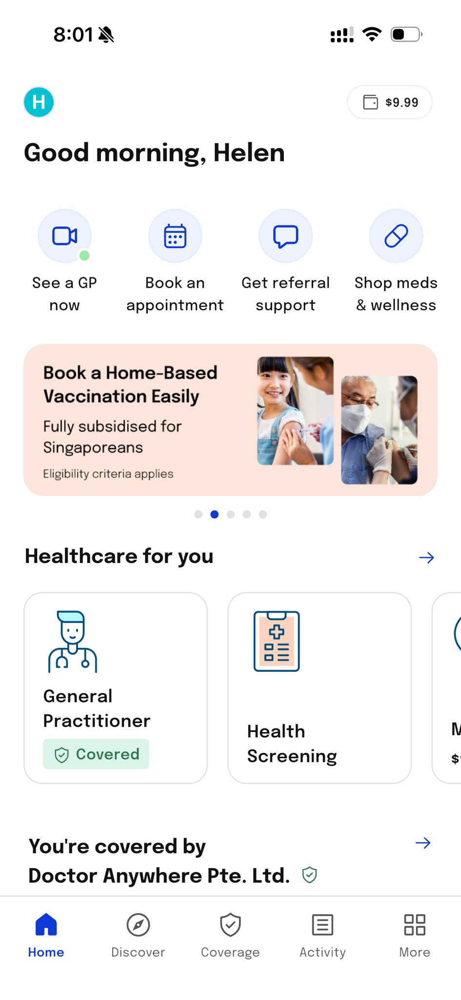 8:01
H
$9.99
Good morning, Helen
See a GP
now
Book an
appointment
Get referral
support
Shop meds
& wellness
Book a Home-Based
Vaccination Easily
Fully subsidised for
Singaporeans
Eligibility criteria applies
Healthcare for you
General
Practitioner
Covered
Health
Screening
You're covered by
Doctor Anywhere Pte. Ltd.
Home
Discover
Coverage
Activity
More